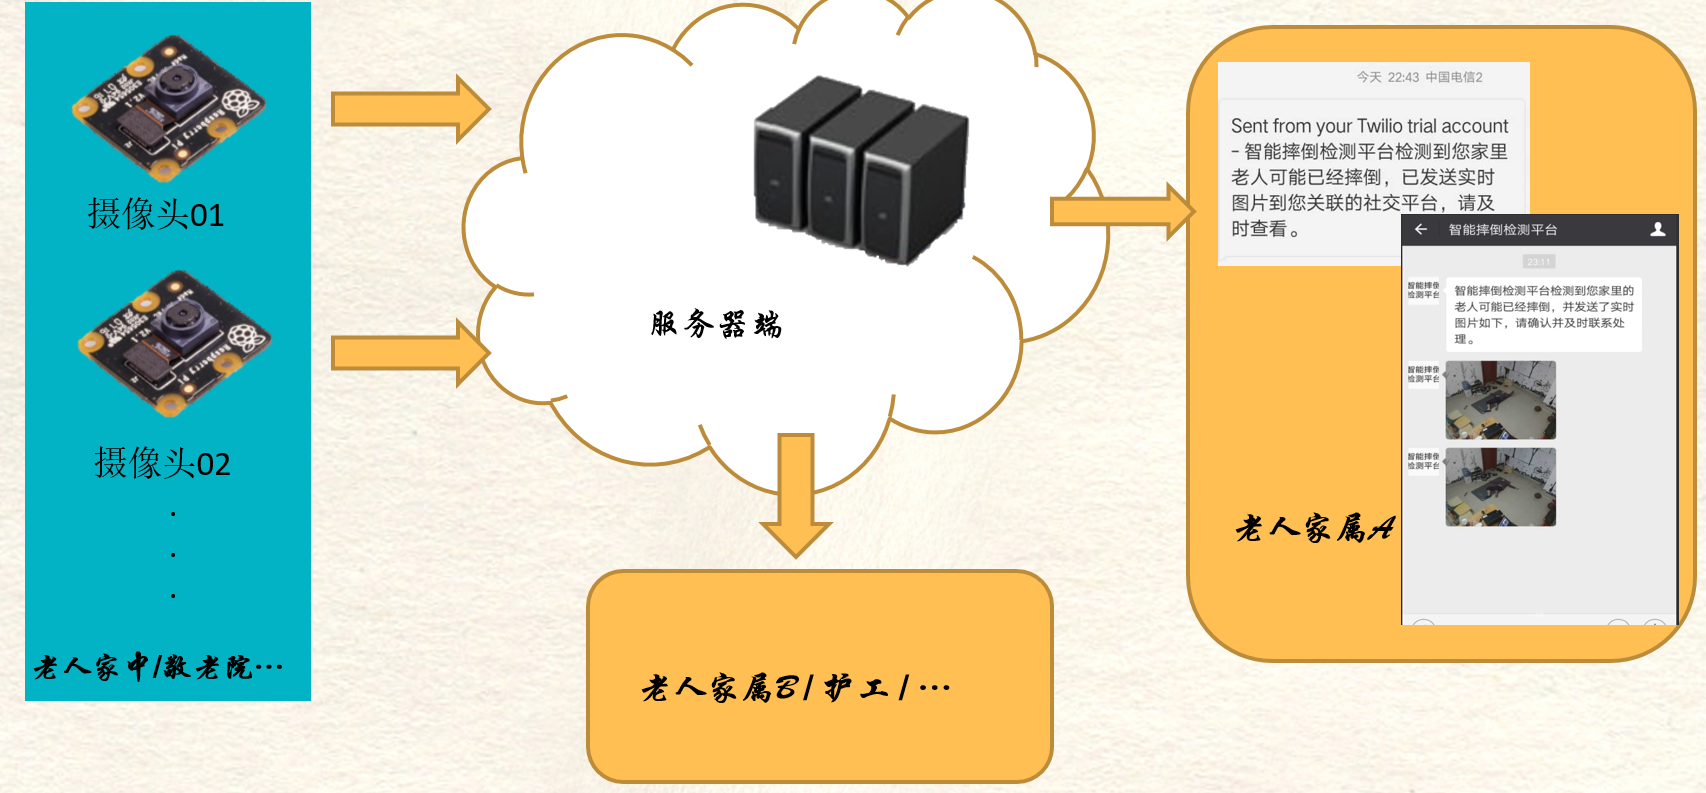 摄像头01
摄像头02
.
.
.
老人家中/敬老院…
服务器端
老人家属B/护工/…
今天 22:43 中国电信2
Sent from your Twilio trial account
- 智能摔倒检测平台检测到您家里
老人可能已经摔倒，已发送实时
图片到您关联的社交平台，请及
时查看。
智能摔倒检测平台
23:11
智能摔倒
检测平台
智能摔倒检测平台检测到您家里的
老人可能已经摔倒，并发送了实时
图片如下，请确认并及时联系处
理。
智能摔倒
检测平台
智能摔倒
检测平台
老人家属A